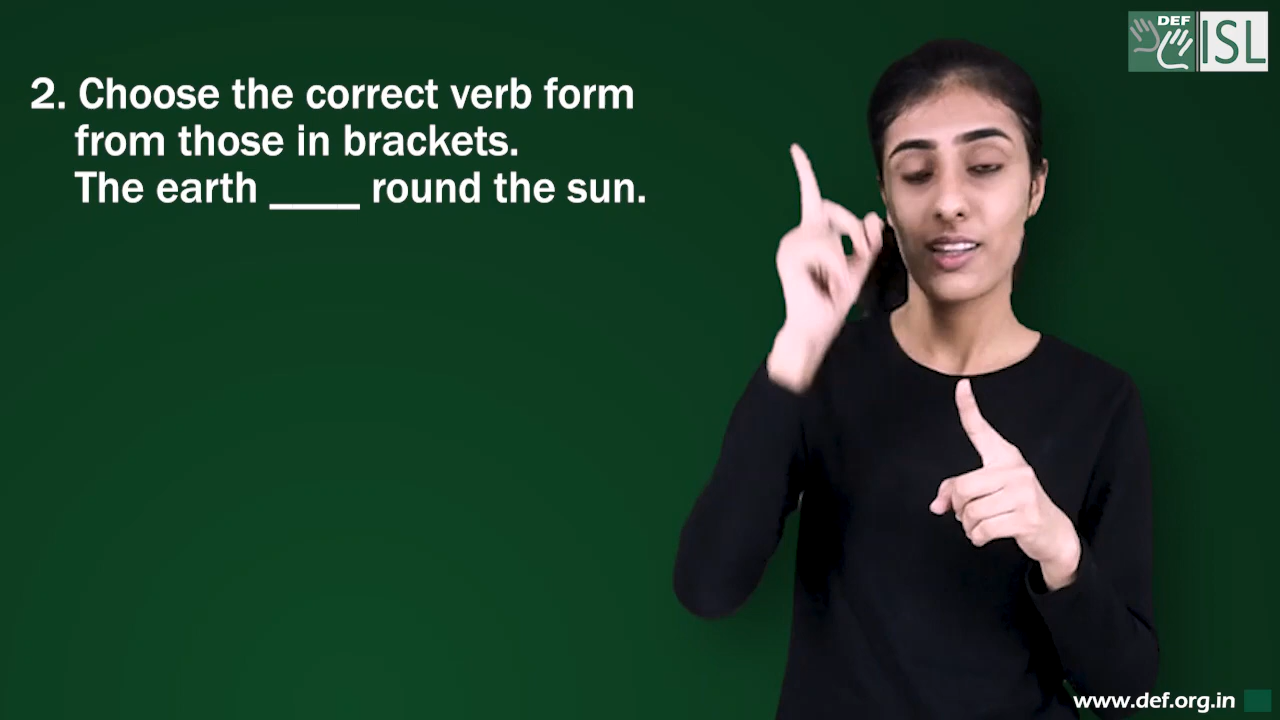 2. Choose the correct verb form
from those in brackets.
The earth ____ round the sun.
DEF
ISL
www.def.org.in